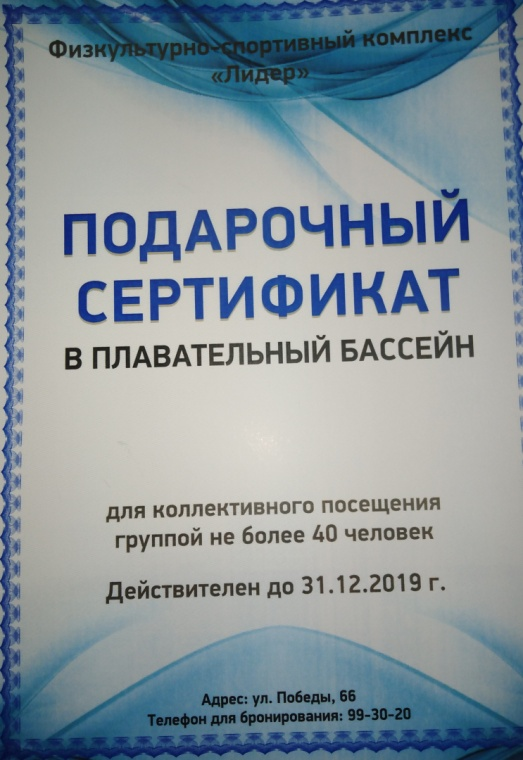 Физкультурно-спортивный комплекс
«Лидер»
ПОДАРОЧНЫЙ
СЕРТИФИКАТ
В ПЛАВАТЕЛЬНЫЙ БАССЕЙН
для коллективного посещения
группой не более 40 человек
Действителен до 31.12.2019 г.
Адрес: ул. Победы, 66
Телефон для бронирования: 99-30-20